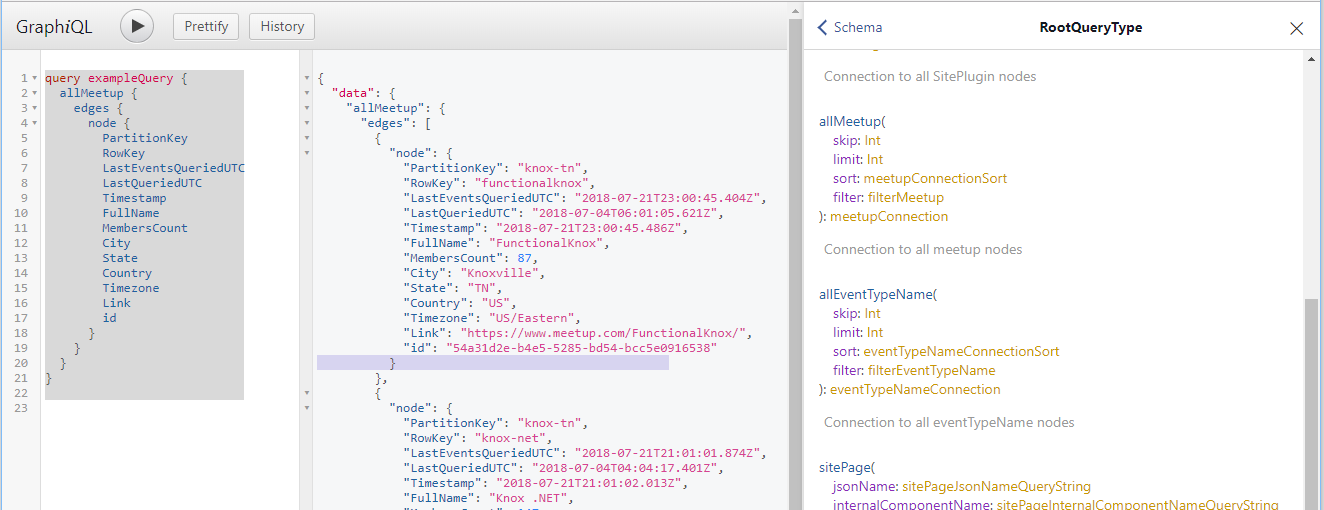 GraphiQL
Prettify
History
1 query exampleQuery {
2 allMeetup {
3 edges {
4 node {
5 PartitionKey
6 RowKey
7 LastEventsQueriedUTC
8 LastQueriedUTC
9 Timestamp
10 FullName
11 MembersCount
12 City
13 State
14 Country
15 Timezone
16 Link
17 id
18 }
19 }
20 }
21 }
22
23
{
"data": {
"allMeetup": {
"edges": [
{
"node": {
"PartitionKey": "knox-tn",
"RowKey": "functionalknox",
"LastEventsQueriedUTC": "2018-07-21T23:00:45.404Z",
"LastQueriedUTC": "2018-07-04T06:01:05.621Z",
"Timestamp": "2018-07-21T23:00:45.486Z",
"FullName": "FunctionalKnox",
"MembersCount": 87,
"City": "Knoxville",
"State": "TN",
"Country": "US",
"Timezone": "US/Eastern",
"Link": "https://www.meetup.com/FunctionalKnox/",
"id": "54a31d2e-b4e5-5285-bd54-bcc5e0916538"
}
},
{
"node": {
"PartitionKey": "knox-tn",
"RowKey": "knox-net",
"LastEventsQueriedUTC": "2018-07-21T21:01:01.874Z",
"LastQueriedUTC": "2018-07-04T04:04:17.401Z",
"Timestamp": "2018-07-21T21:01:02.013Z",
"FullName": "Knox .NET",
Schema
RootQueryType
Connection to all SitePlugin nodes
allMeetup(
skip: Int
limit: Int
sort: meetupConnectionSort
filter: filterMeetup
): meetupConnection
Connection to all meetup nodes
allEventTypeName(
skip: Int
limit: Int
sort: eventTypeNameConnectionSort
filter: filterEventTypeName
): eventTypeNameConnection
Connection to all eventTypeName nodes
sitePage(
jsonName: sitePageJsonNameQueryString
internalComponentName: sitePageInternalComponentNameQueryString